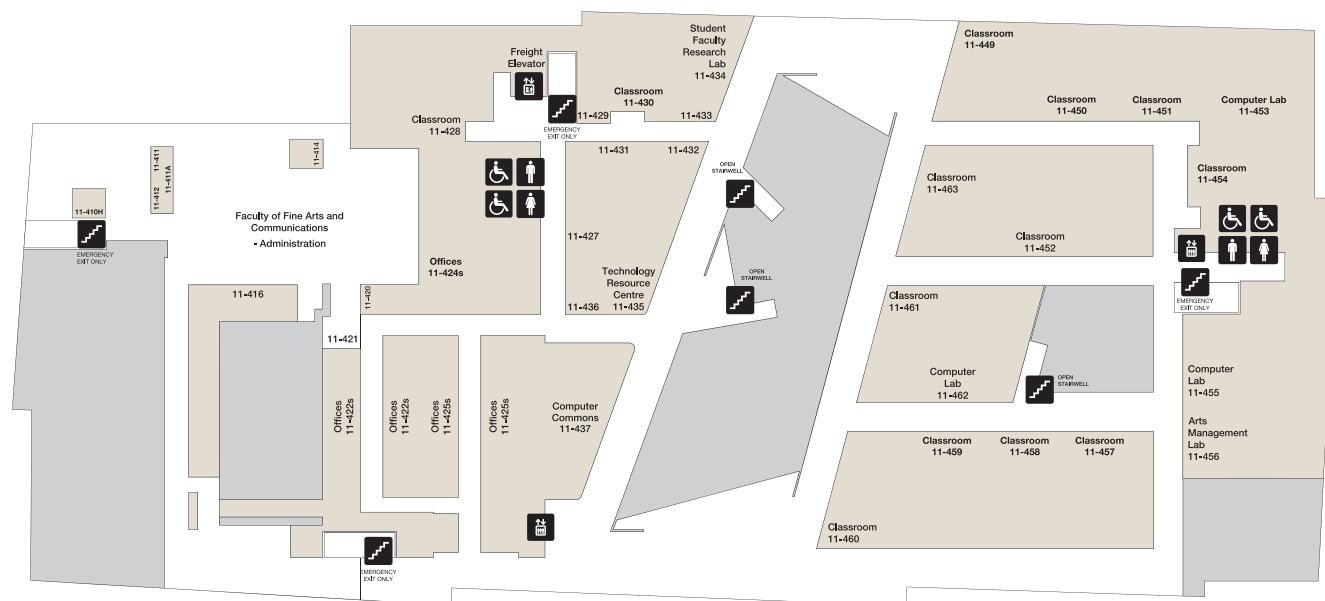 Student
Faculty
Research
Lab
11-434
Freight
Elevator
Classroom
11-430
11-429
11-433
EMERGENCY
EXIT ONLY
Classroom
11-428
11-431
11-432
11-414
11-411
11-411A
11-412
11-410H
EMERGENCY
EXIT ONLY
Faculty of Fine Arts and
Communications
- Administration
Offices
11-424s
11-427
Technology
Resource
Centre
11-435
11-436
11-420
11-416
11-421
Offices
11-422s
Offices
11-422s
Offices
11-425s
Offices
11-425s
Computer
Commons
11-437
EMERGENCY
EXIT ONLY
OPEN
STAIRWELL
OPEN
STAIRWELL
Classroom
11-449
Classroom
11-450
Classroom
11-451
Computer Lab
11-453
Classroom
11-454
Classroom
11-463
Classroom
11-452
EMERGENCY
EXIT ONLY
Classroom
11-461
Computer
Lab
11-462
OPEN
STAIRWELL
Computer
Lab
11-455
Arts
Management
Lab
11-456
Classroom
11-459
Classroom
11-458
Classroom
11-457
Classroom
11-460